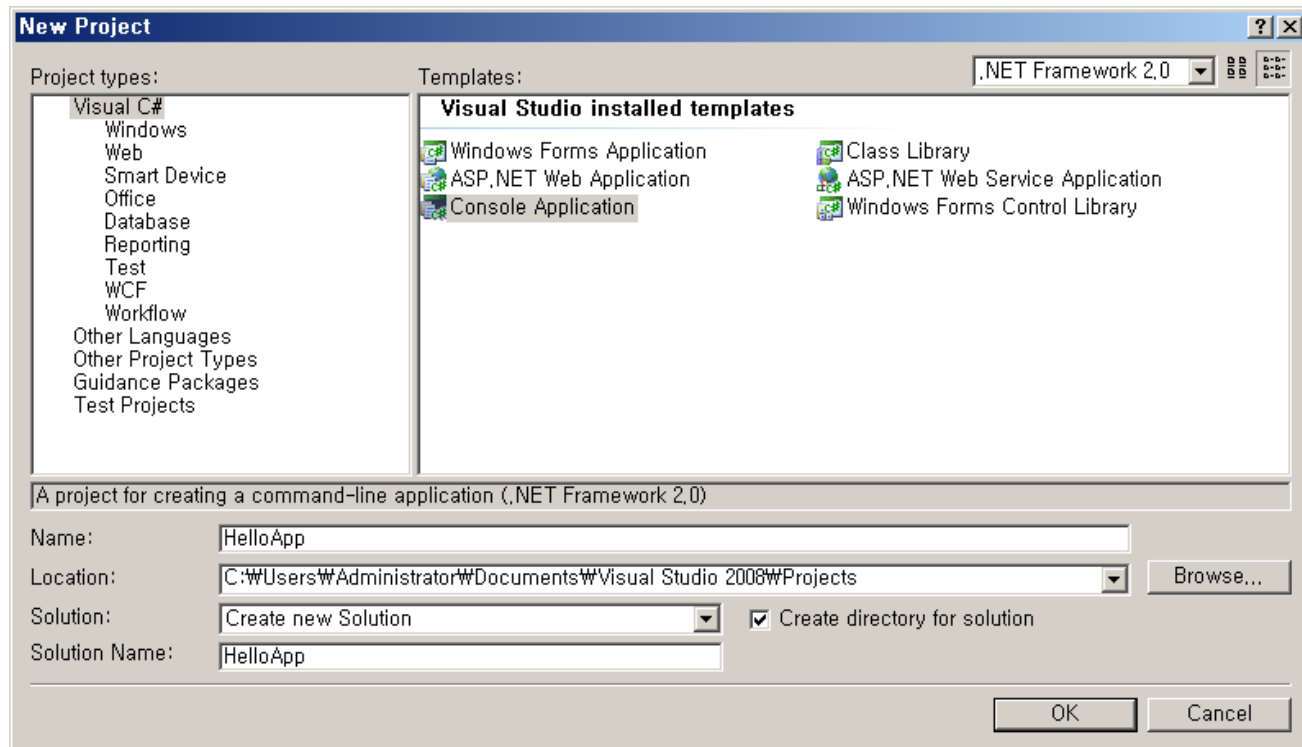 New Project
Project types:
Templates:
.NET Framework 2.0
Visual C#
Windows
Web
Smart Device
Office
Database
Reporting
Test
WCF
Workflow
Other Languages
Other Project Types
Guidance Packages
Test Projects
Visual Studio installed templates
Windows Forms Application
Class Library
ASP.NET Web Application
ASP.NET Web Service Application
Console Application
Windows Forms Control Library
A project for creating a command-line application (.NET Framework 2.0)
Name:
HelloApp
Location:
C:₩Users₩Administrator₩Documents₩Visual Studio 2008₩Projects
Browse...
Solution:
Create new Solution
Create directory for solution
Solution Name:
HelloApp
OK
Cancel